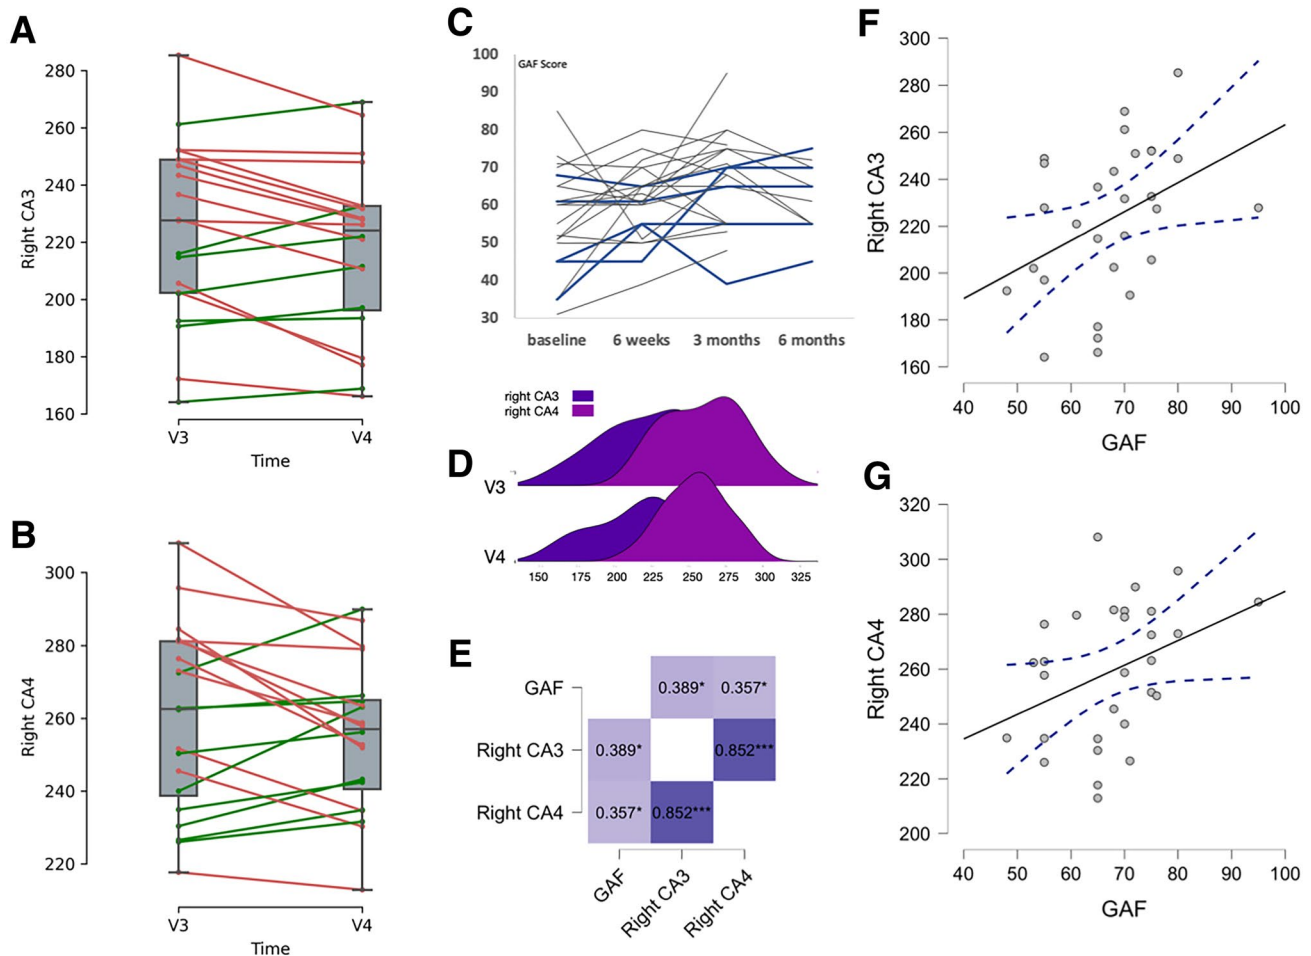 A
280
260
240
220
200
180
160
Right CA3
V3
V4
Time
B
300
280
260
240
220
Right CA4
V3
V4
Time
C
100
90
80
70
60
50
40
30
GAF Score
baseline
6 weeks
3 months
6 months
D
right CA3
right CA4
V3
V4
150
175
200
225
250
275
300
325
E
GAF
0.389*
0.357*
Right CA3
0.389*
0.852***
Right CA4
0.357*
0.852***
GAF
Right CA3
Right CA4
F
300
280
260
240
220
200
180
160
Right CA3
40
50
60
70
80
90
100
GAF
G
320
300
280
260
240
220
200
Right CA4
40
50
60
70
80
90
100
GAF